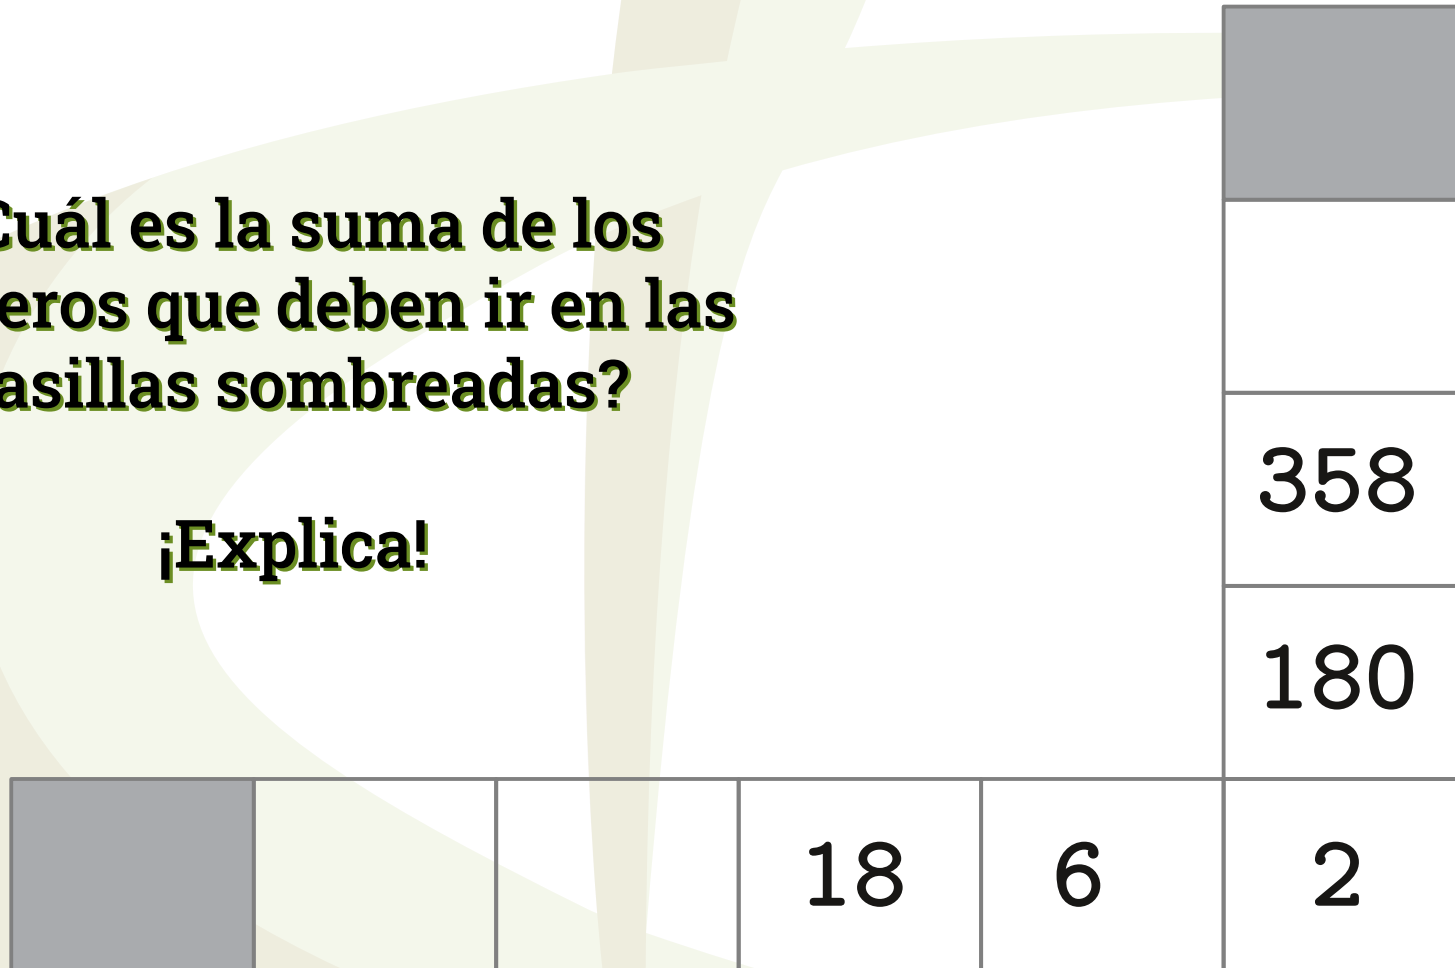 Cuál es la suma de los
eros que deben ir en las
asillas sombreadas?
¡Explica!
358
180
18 6 2